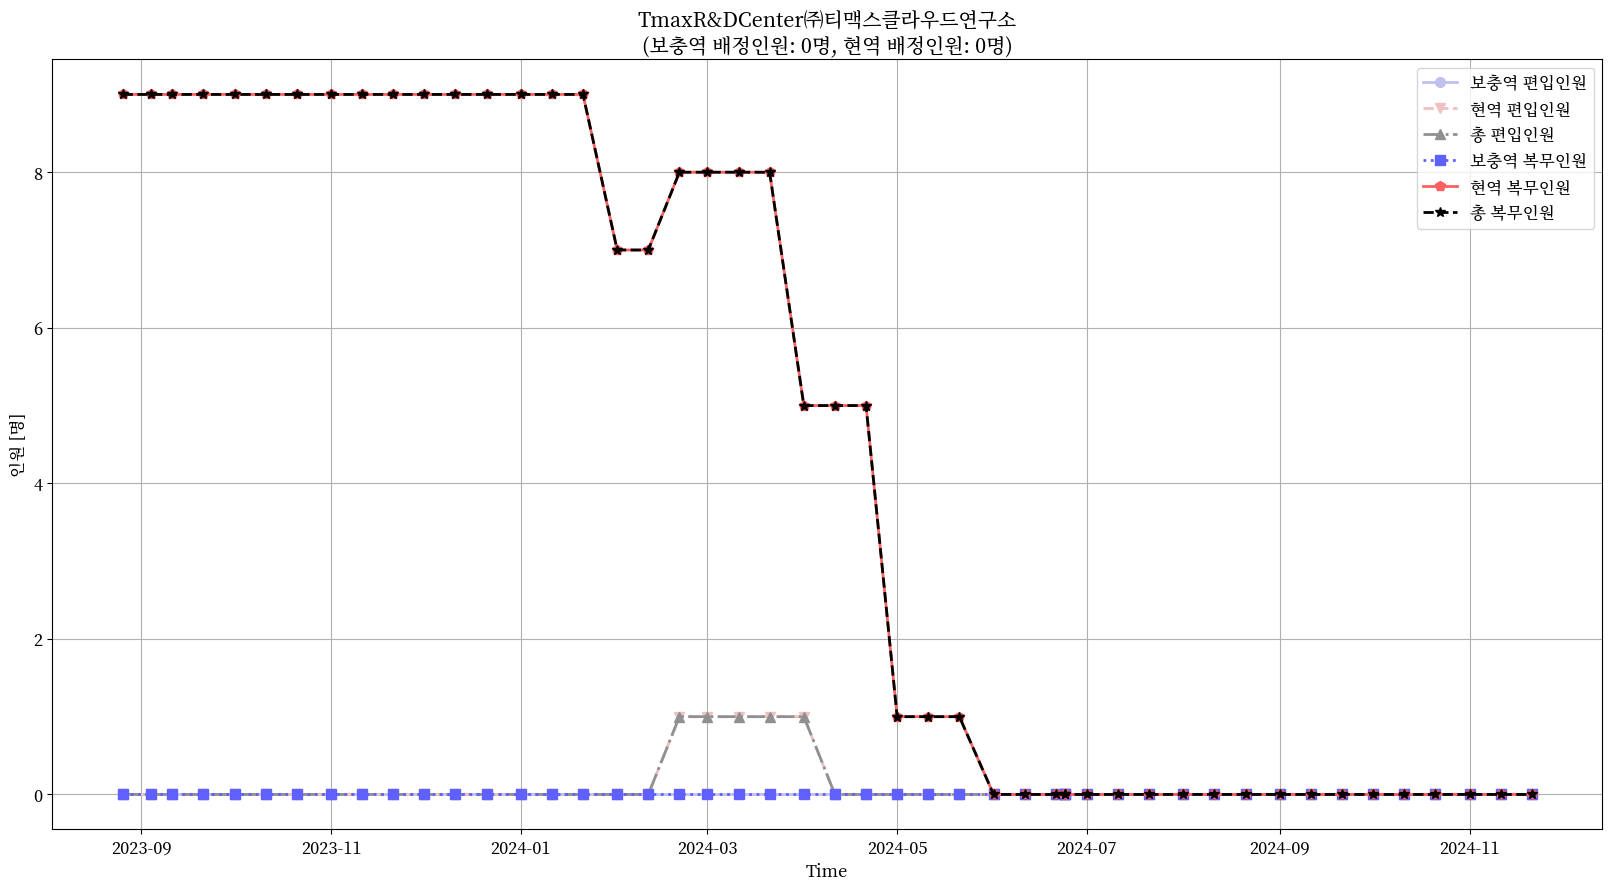 TmaxR&DCenter㈜티맥스클라우드연구소
(보충역 배정인원: 0명, 현역 배정인원: 0명)
보충역 편입인원
현역 편입인원
총 편입인원
보충역 복무인원
현역 복무인원
총 복무인원
인원 [명]
8
6
4
2
0
2023-09
2023-11
2024-01
2024-03
2024-05
2024-07
2024-09
2024-11
Time